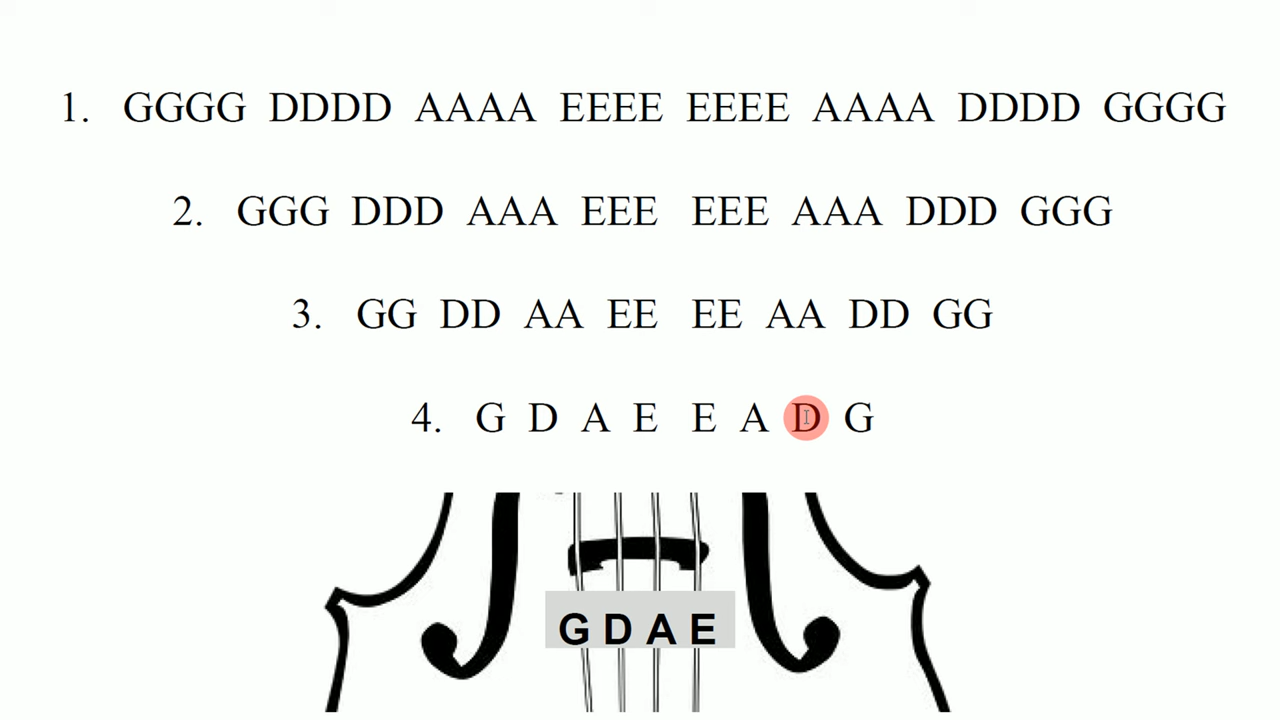 1. GGGG DDDD AAAA EEEE EEEE AAAA DDDD GGGG
2. GGG DDD AAA EEE EEE AAA DDD GGG
3. GG DD AA EE EE AA DD GG
4. G D A E E A D G
G D A E